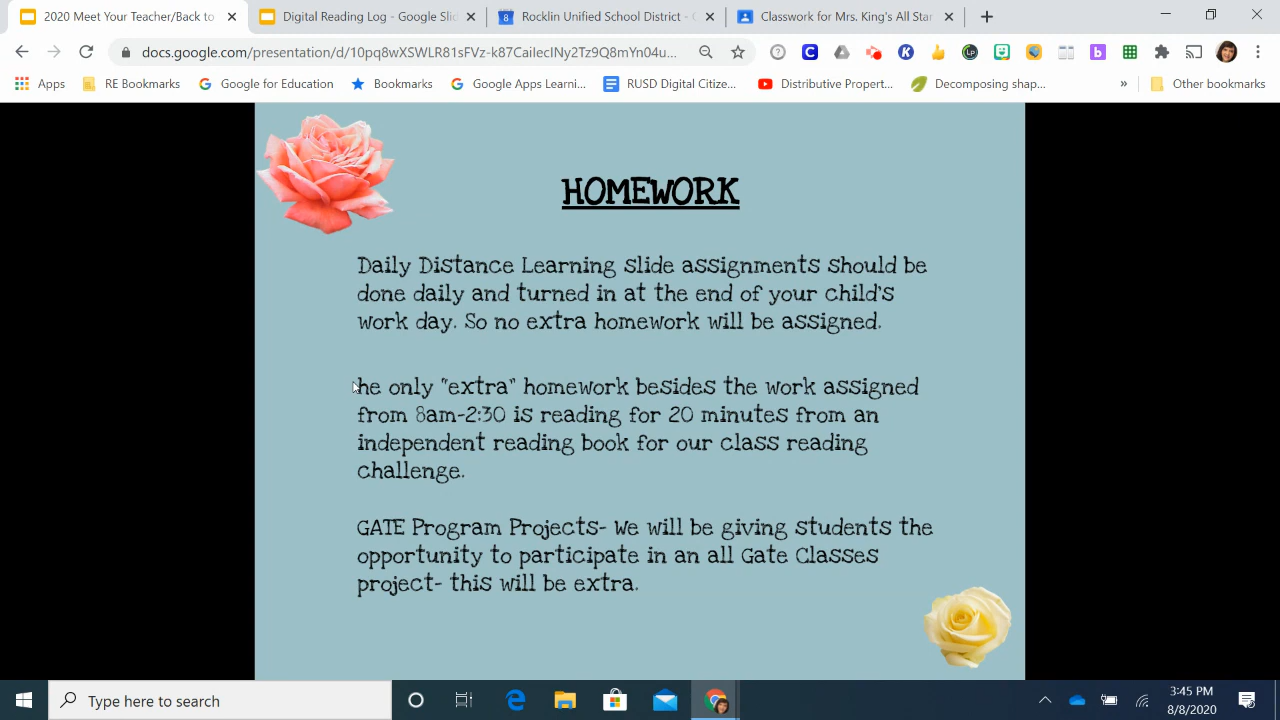 2020 Meet Your Teacher/Back to
Digital Reading Log - Google Slid
Rocklin Unified School District - C
Classwork for Mrs. King's All Star
docs.google.com/presentation/d/10pq8wXSWLR81sFVz-k87CaiIecINy2Tz9Q8mYn04u...
Apps
RE Bookmarks
Google for Education
Bookmarks
Google Apps Learni...
RUSD Digital Citize...
Distributive Propert...
Decomposing shap...
»
Other bookmarks
HOMEWORK
Daily Distance Learning slide assignments should be
done daily and turned in at the end of your child's
work day. So no extra homework will be assigned.
he only "extra" homework besides the work assigned
from 8am-2:30 is reading for 20 minutes from an
independent reading book for our class reading
challenge.
GATE Program Projects- We will be giving students the
opportunity to participate in an all Gate Classes
project- this will be extra.
Type here to search
3:45 PM
8/8/2020